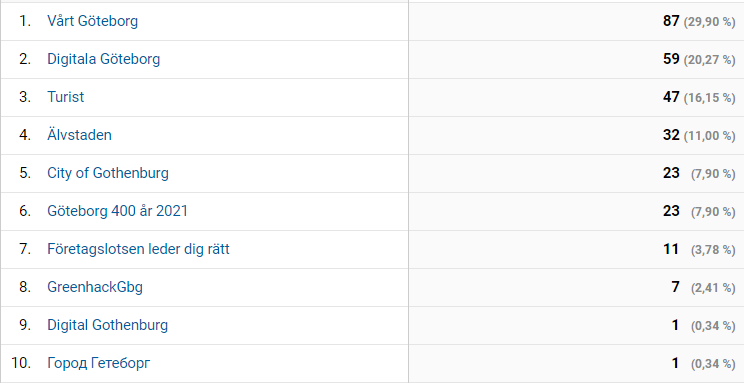 1. Vårt Göteborg 87 (29,90 %)
2. Digitala Göteborg 59 (20,27 %)
3. Turist 47 (16,15 %)
4. Älvstaden 32 (11,00 %)
5. City of Gothenburg 23 (7,90 %)
6. Göteborg 400 år 2021 23 (7,90 %)
7. Företagslotsen leder dig rätt 11 (3,78 %)
8. GreenhackGbg 7 (2,41 %)
9. Digital Gothenburg 1 (0,34 %)
10. Город Гетеборг 1 (0,34 %)